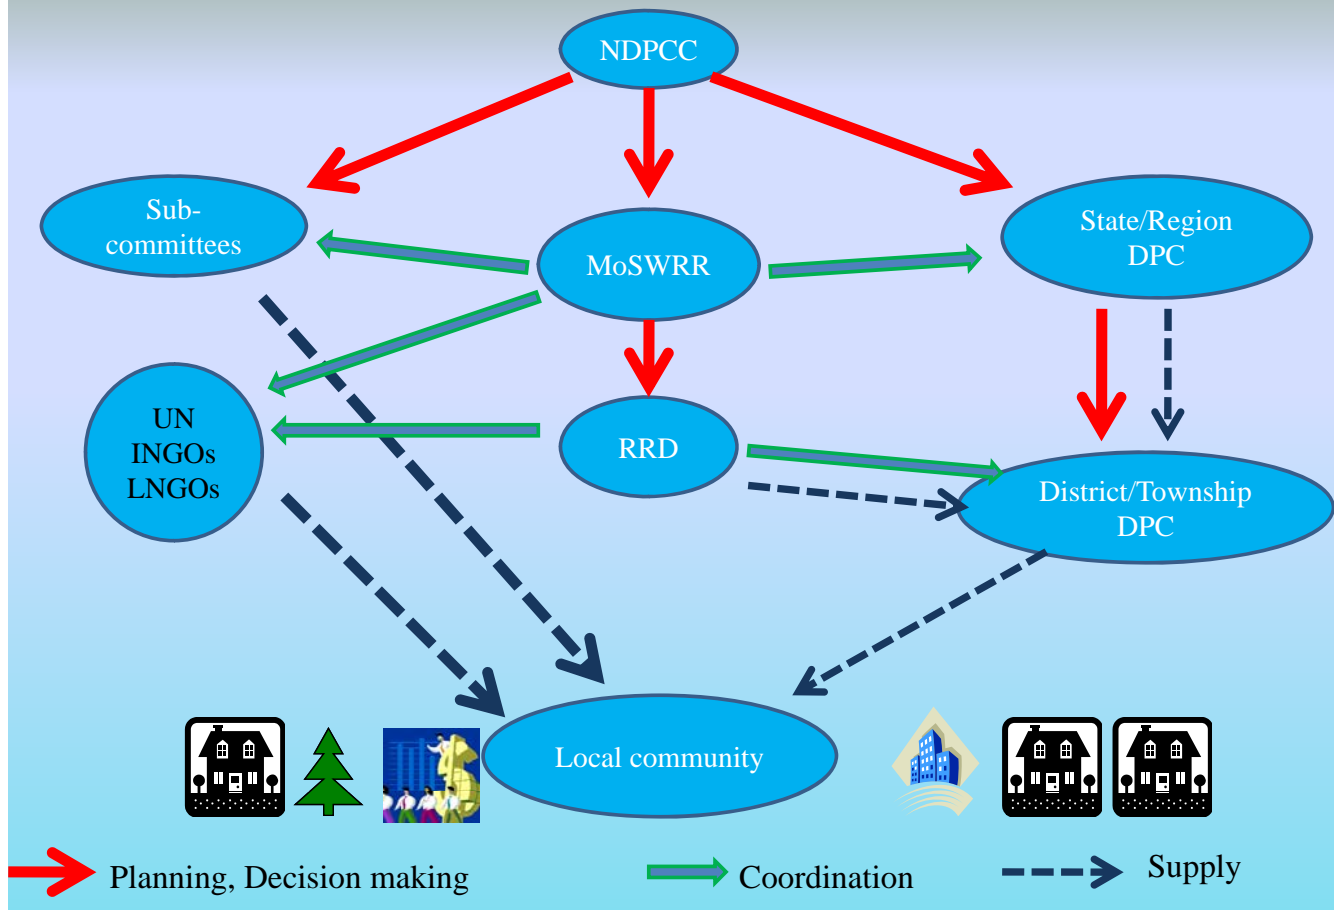 NDPCC
Sub-
committees
MoSWRR
State/Region
DPC
UN
INGOs
LNGOs
RRD
District/Township
DPC
Local community
Planning, Decision making
Coordination
Supply